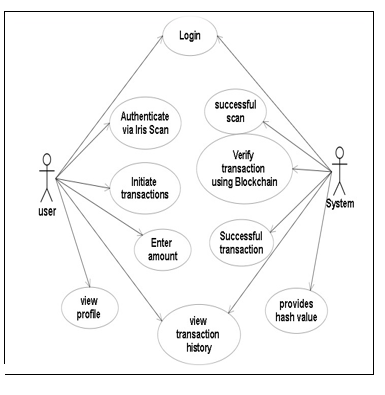 Login
Authenticate
via Iris Scan
successful
scan
Verify
transaction
using Blockchain
Initiate
transactions
user
System
Enter
amount
Successful
transaction
view
profile
view
transaction
history
provides
hash value